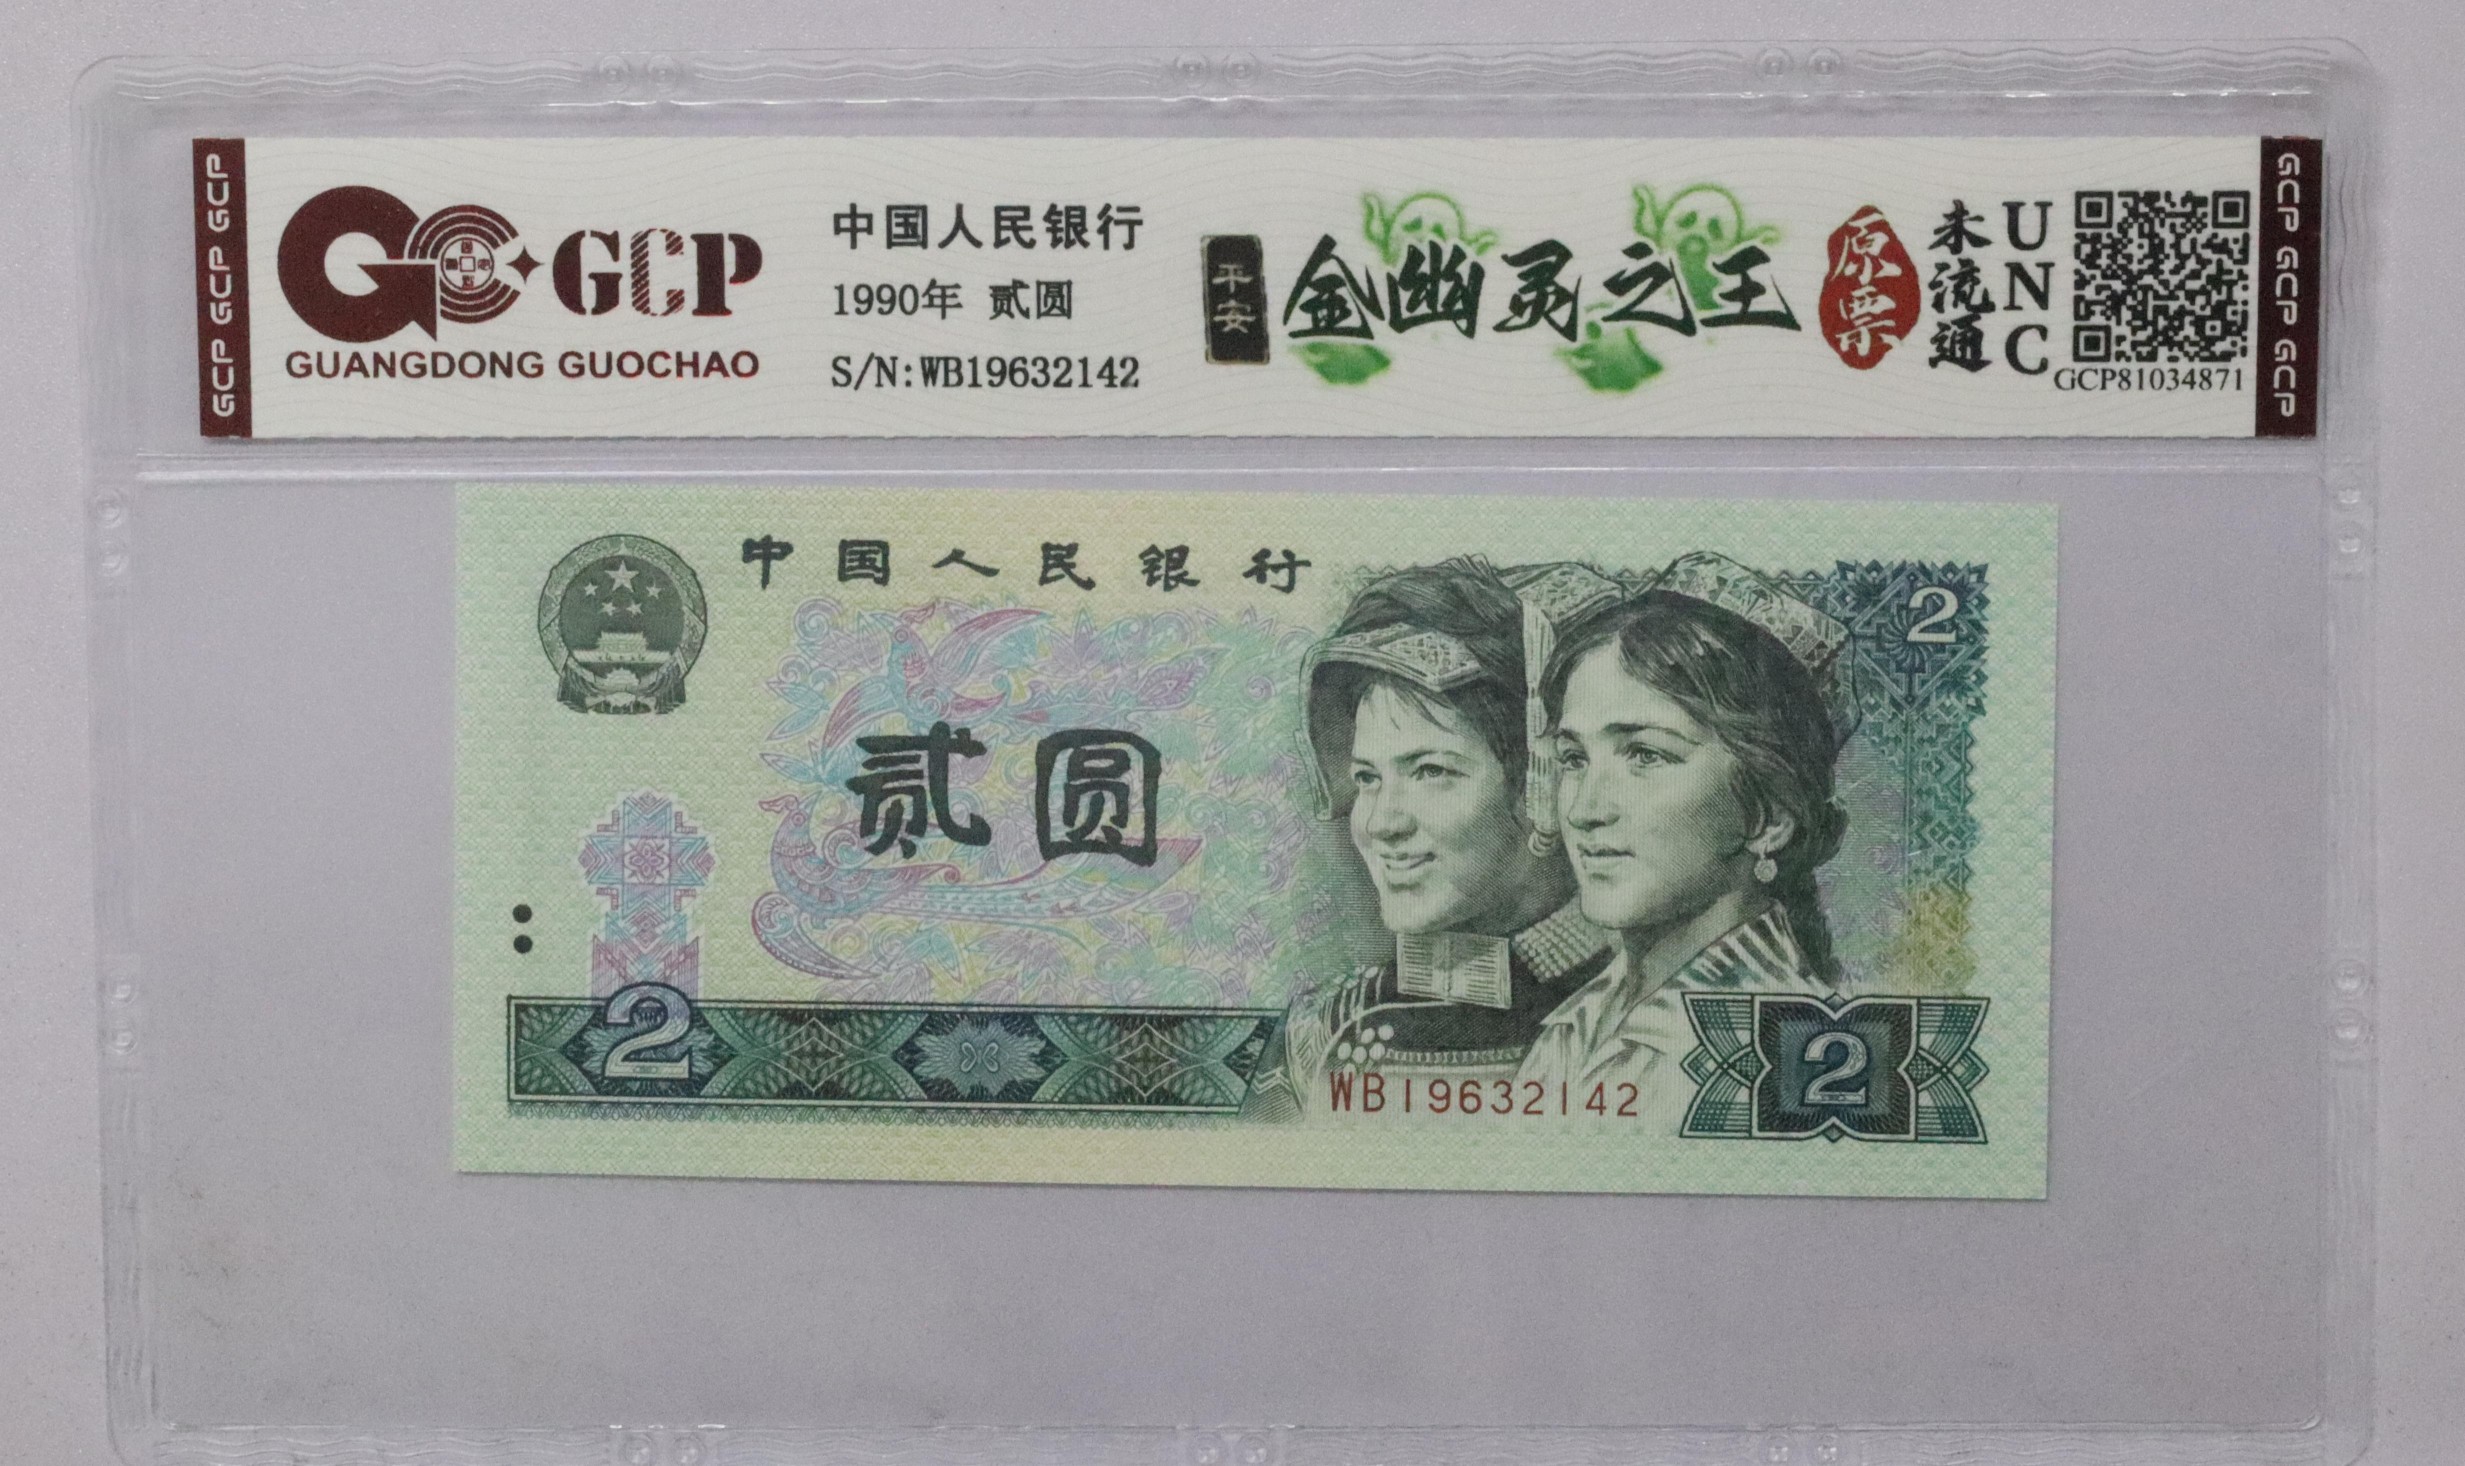 GCP GCP GCP
GCP
GUANGDONG GUOCHAO
中国人民银行
1990年 贰圆
S/N:WB19632142
平安
金幽灵之王
原票
未流通
UNC
GCP81034871
GCP GCP GCP
中国人民银行
2
贰圆
2
WB19632142
2